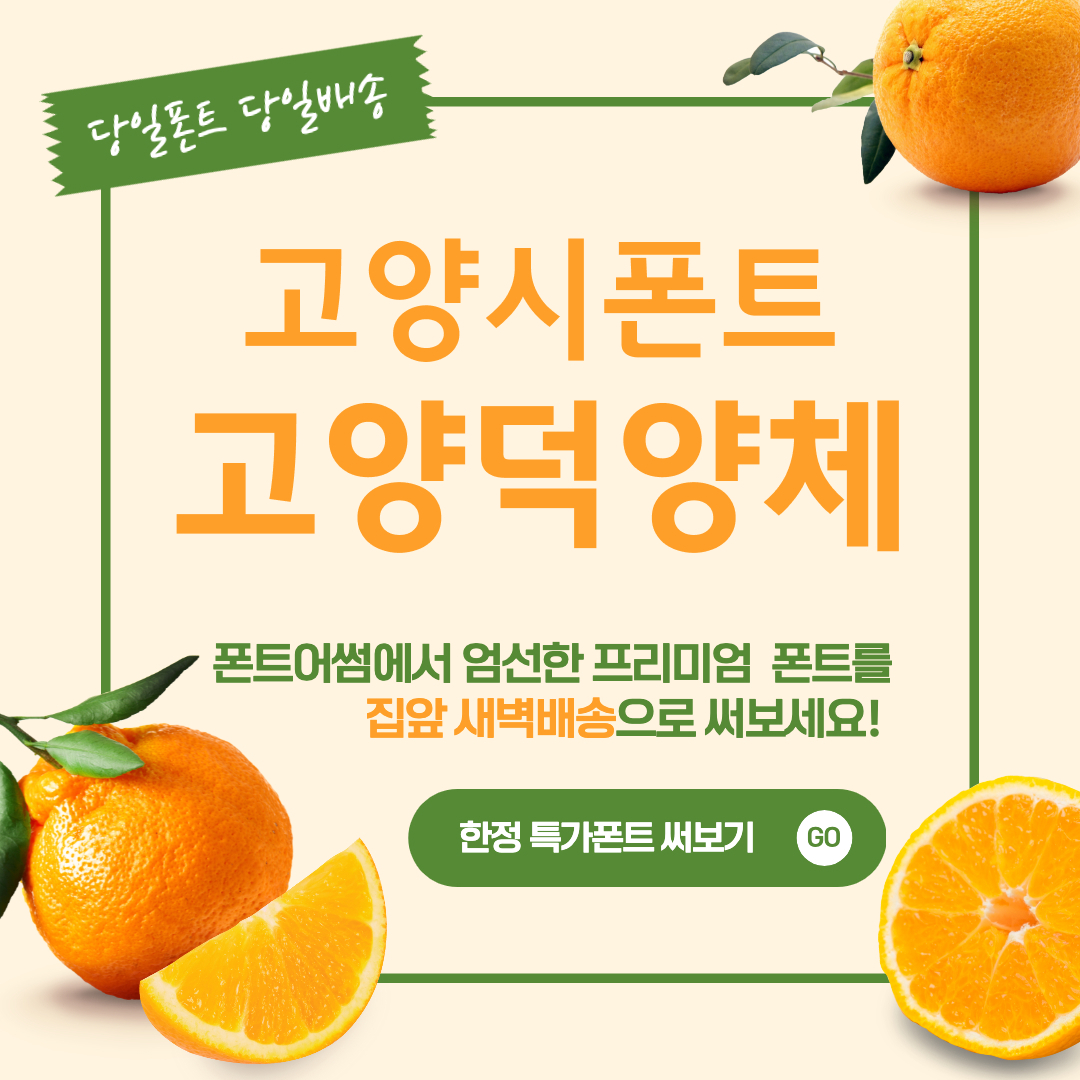 당일폰트 당일배송
고양시폰트
고양덕양체
폰트어썸에서 엄선한 프리미엄 폰트를
집앞 새벽배송으로 써보세요!
한정 특가폰트 써보기 GO